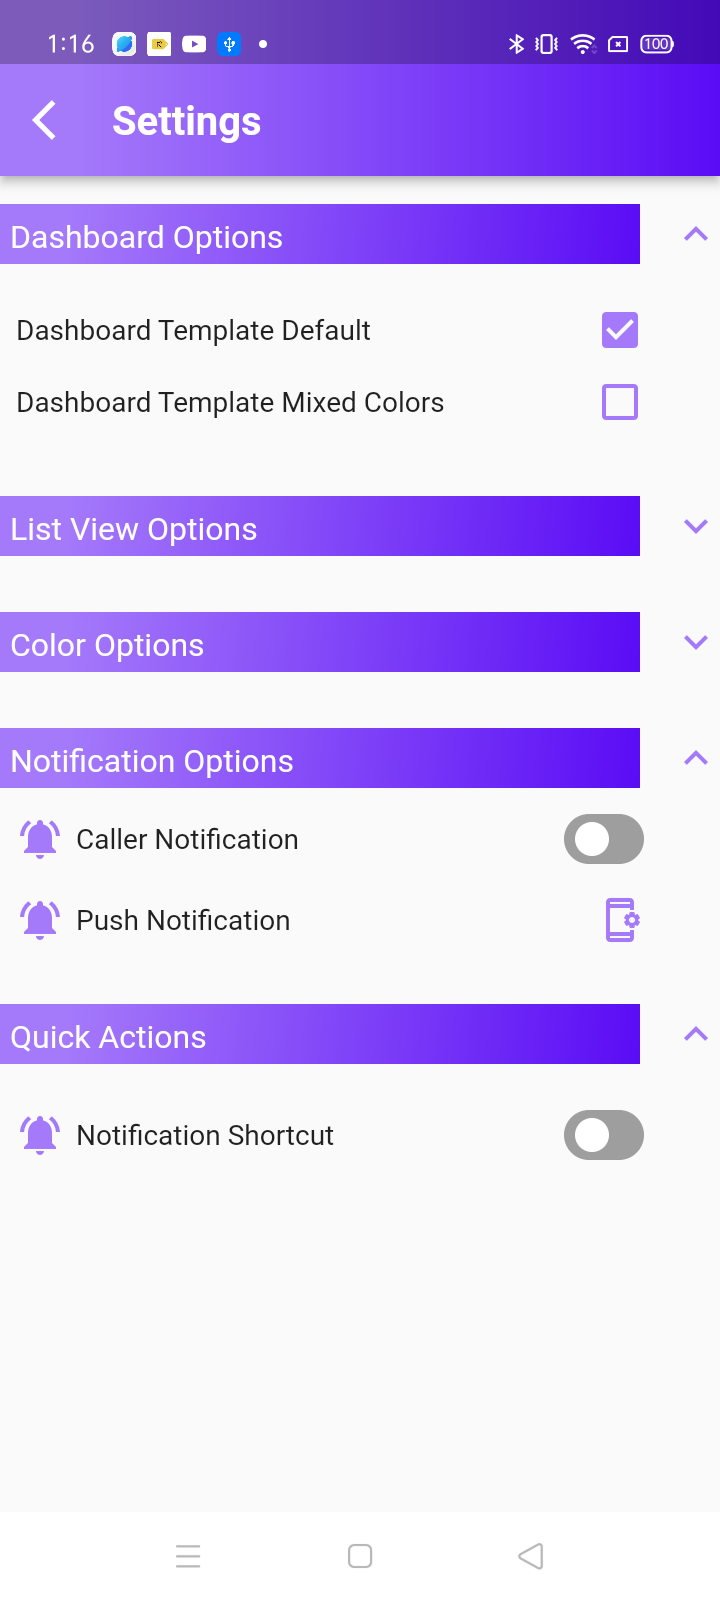 1:16
100
Settings
Dashboard Options
Dashboard Template Default
Dashboard Template Mixed Colors
List View Options
Color Options
Notification Options
Caller Notification
Push Notification
Quick Actions
Notification Shortcut